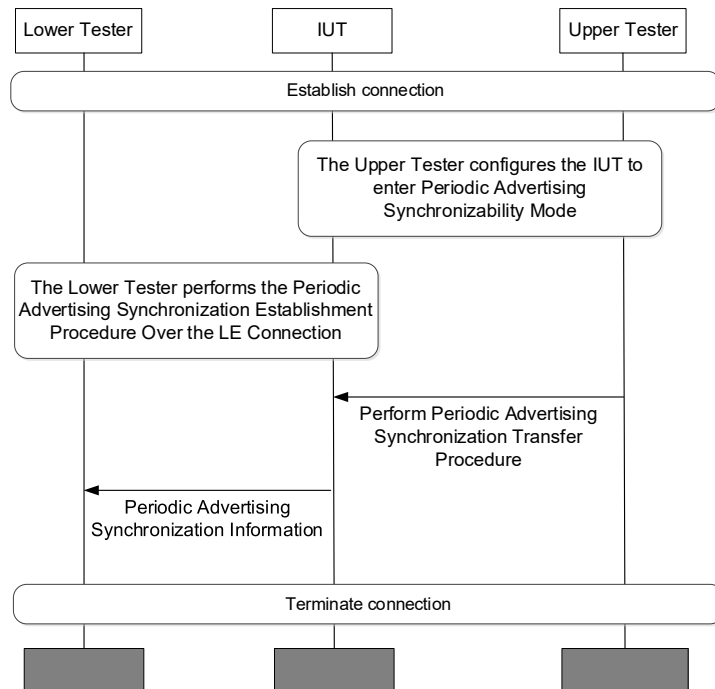 Lower Tester
IUT
Upper Tester
Establish connection
The Upper Tester configures the IUT to
enter Periodic Advertising
Synchronizability Mode
The Lower Tester performs the Periodic
Advertising Synchronization Establishment
Procedure Over the LE Connection
Perform Periodic Advertising
Synchronization Transfer
Procedure
Periodic Advertising
Synchronization Information
Terminate connection